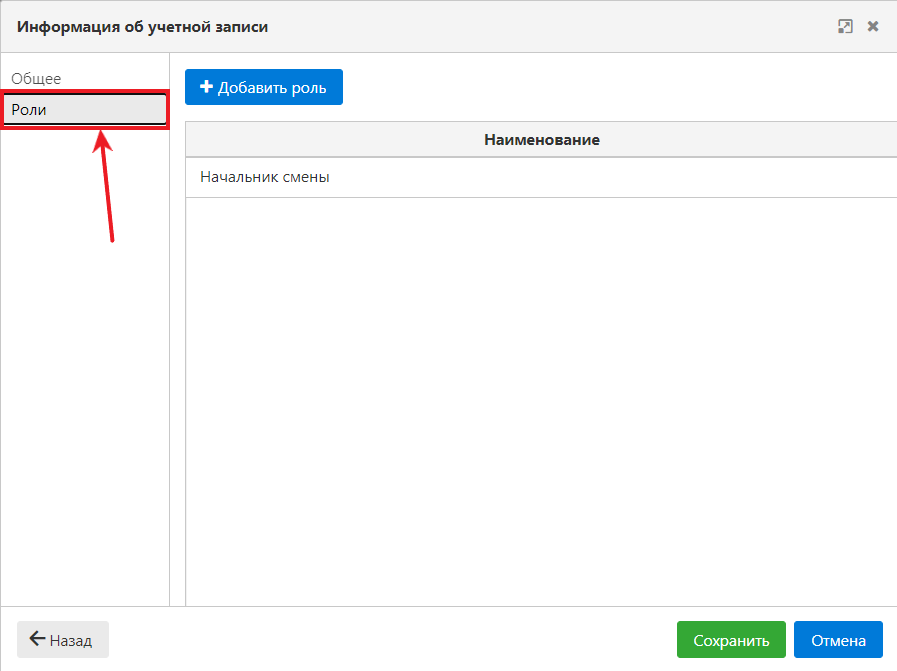 Информация об учетной записи
Общее
Роли
Добавить роль
Наименование
Начальник смены
Назад
Сохранить
Отмена